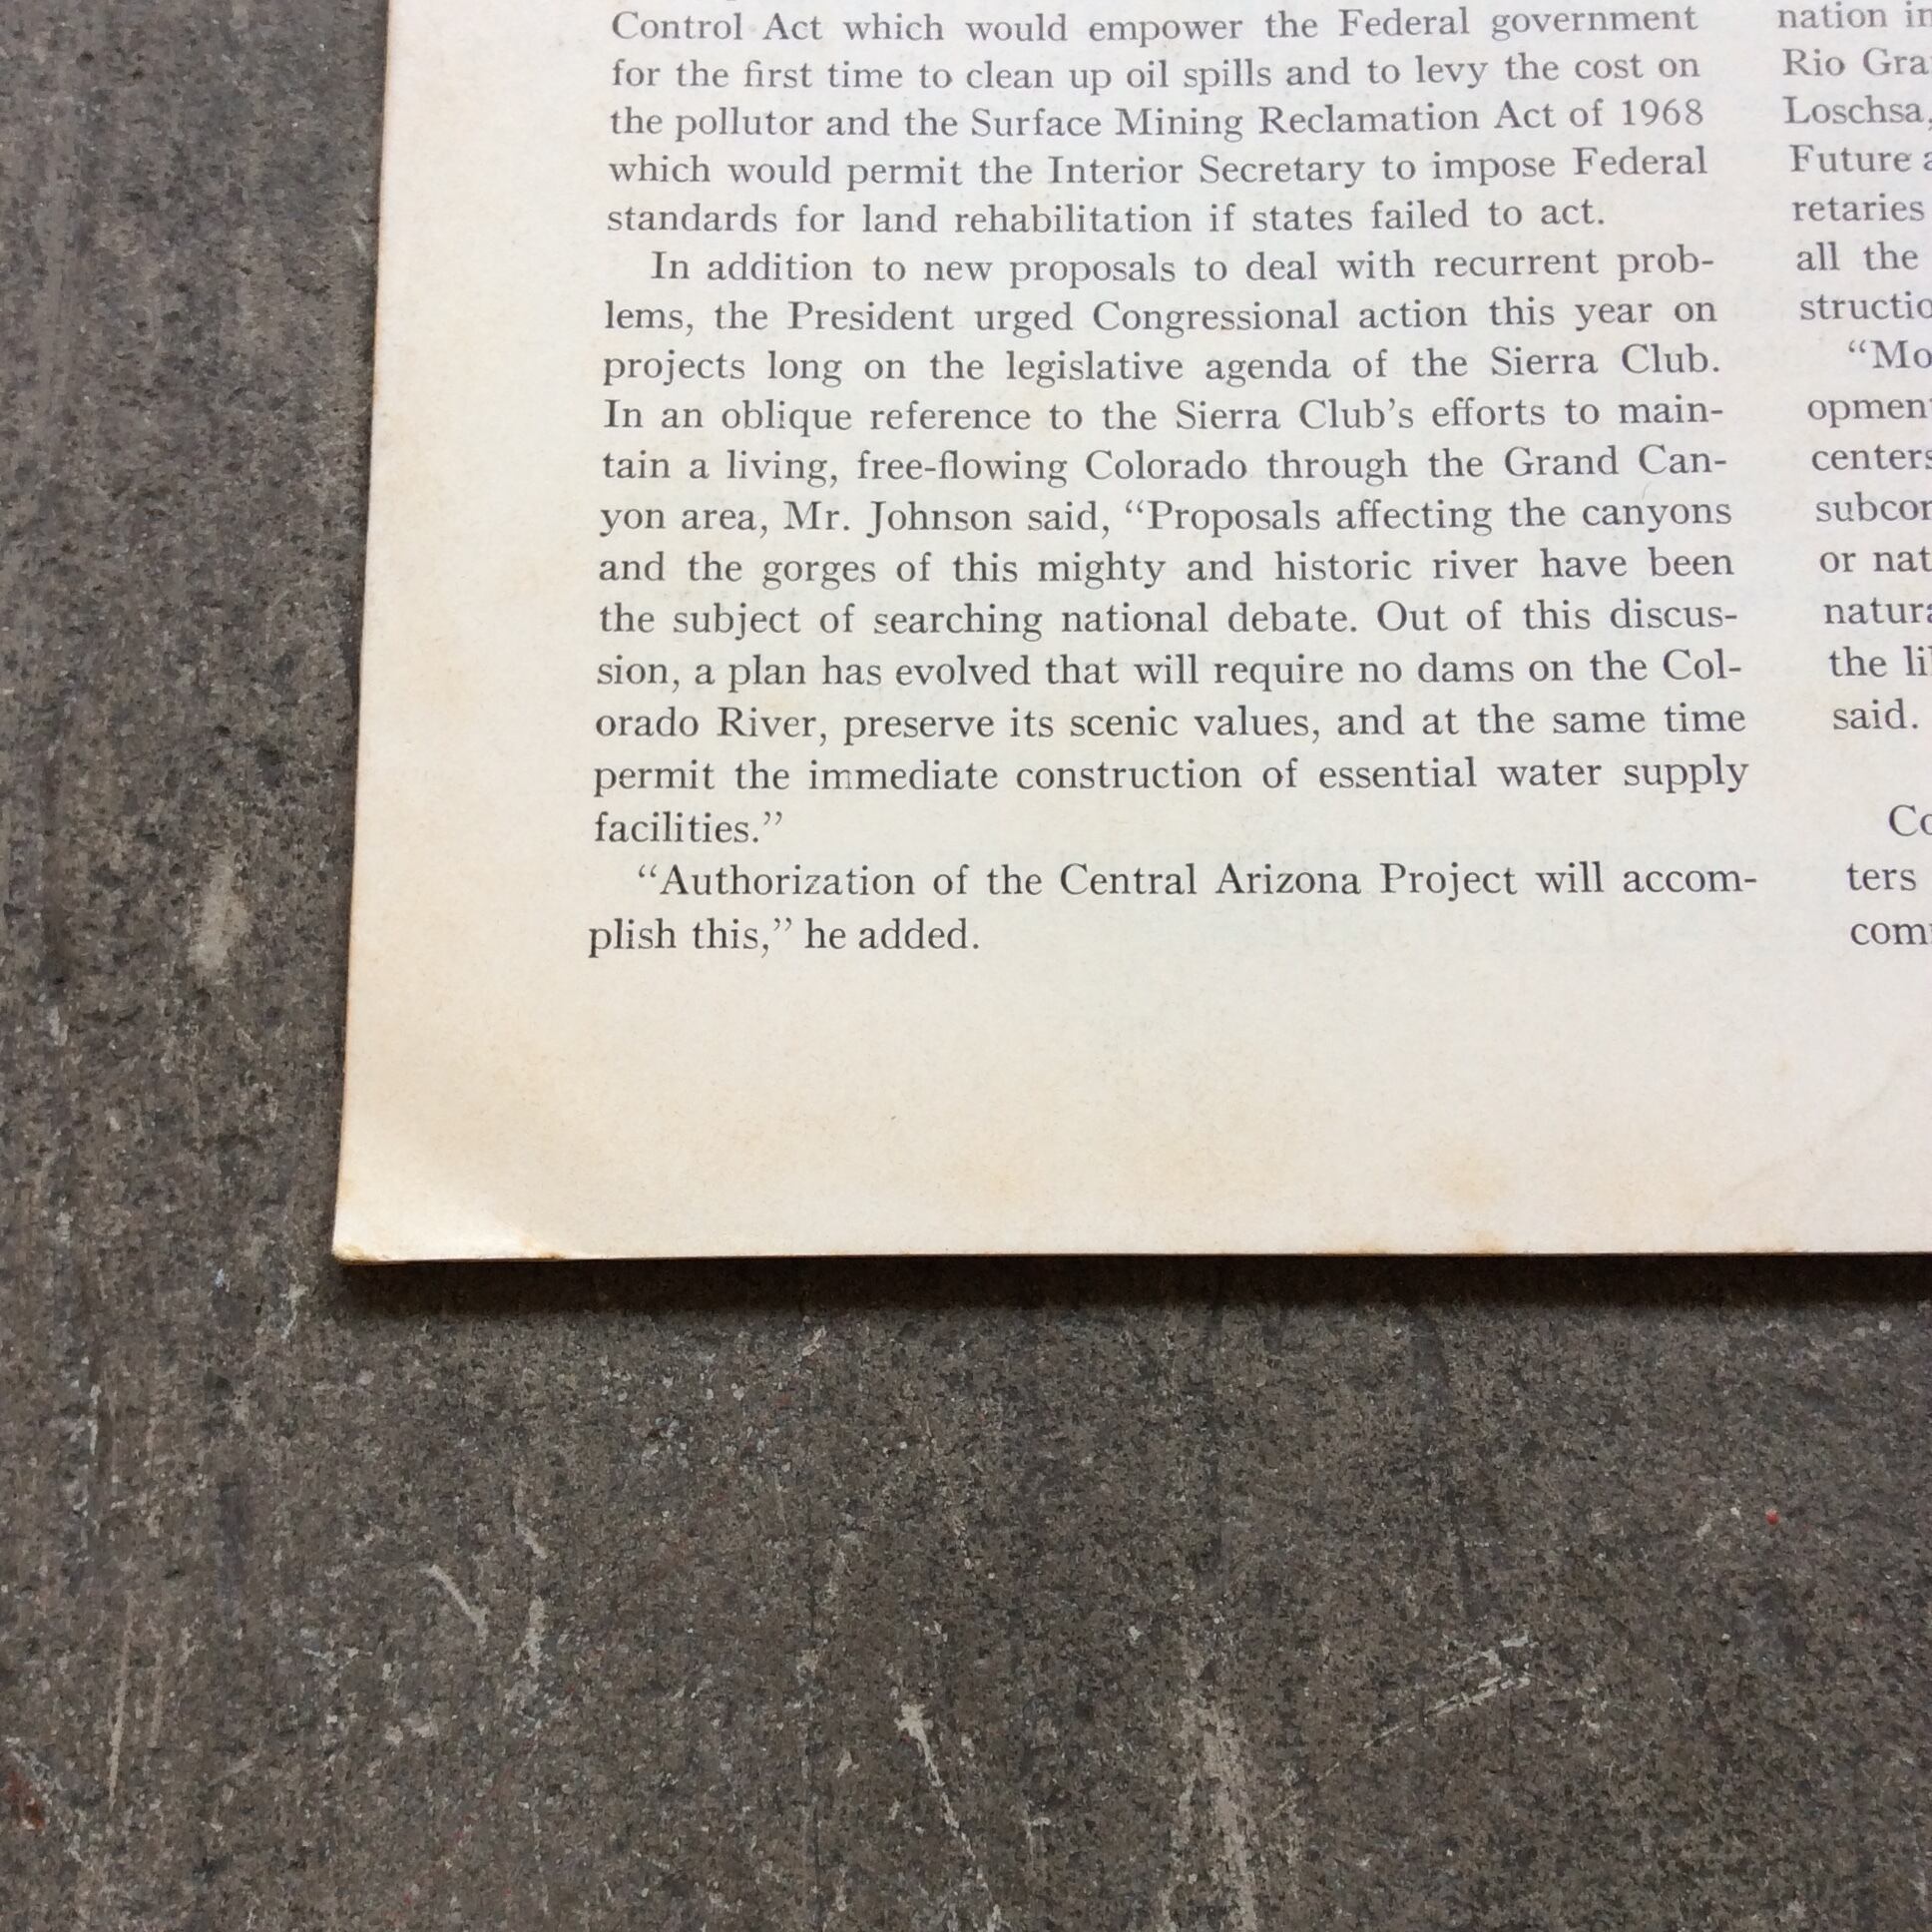 Control Act which would empower the Federal government
for the first time to clean up oil spills and to levy the cost on
the pollutor and the Surface Mining Reclamation Act of 1968
which would permit the Interior Secretary to impose Federal
standards for land rehabilitation if states failed to act.
In addition to new proposals to deal with recurrent prob-
lems, the President urged Congressional action this year on
projects long on the legislative agenda of the Sierra Club.
In an oblique reference to the Sierra Club’s efforts to main-
tain a living, free-flowing Colorado through the Grand Can-
yon area, Mr. Johnson said, “Proposals affecting the canyons
and the gorges of this mighty and historic river have been
the subject of searching national debate. Out of this discus-
sion, a plan has evolved that will require no dams on the Col-
orado River, preserve its scenic values, and at the same time
permit the immediate construction of essential water supply
facilities.”
“Authorization of the Central Arizona Project will accom-
plish this,” he added.
nation
Rio
Loschsa,
Future
retaries
all the
or
the
said.
ters